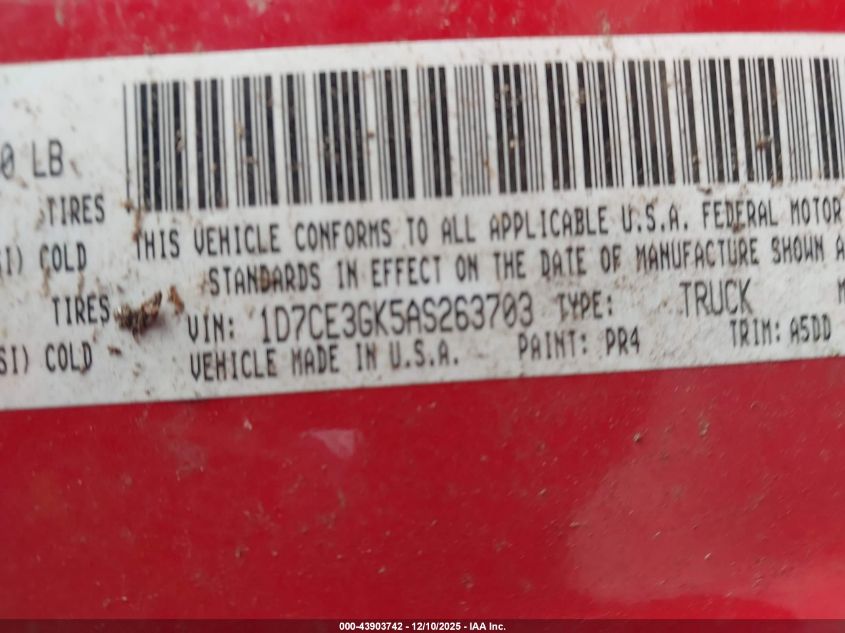 0 LB
TIRES
SI) COLD
TIRES
SI) COLD
THIS VEHICLE CONFORMS TO ALL APPLICABLE U.S.A. FEDERAL MOTOR
STANDARDS IN EFFECT ON THE DATE OF MANUFACTURE SHOWN A
VIN: 1D7CE3GK5AS263703 TYPE: TRUCK M
VEHICLE MADE IN U.S.A. PAINT: PR4 TRIM: A5DD
000-43903742 - 12/10/2025 - IAA Inc.